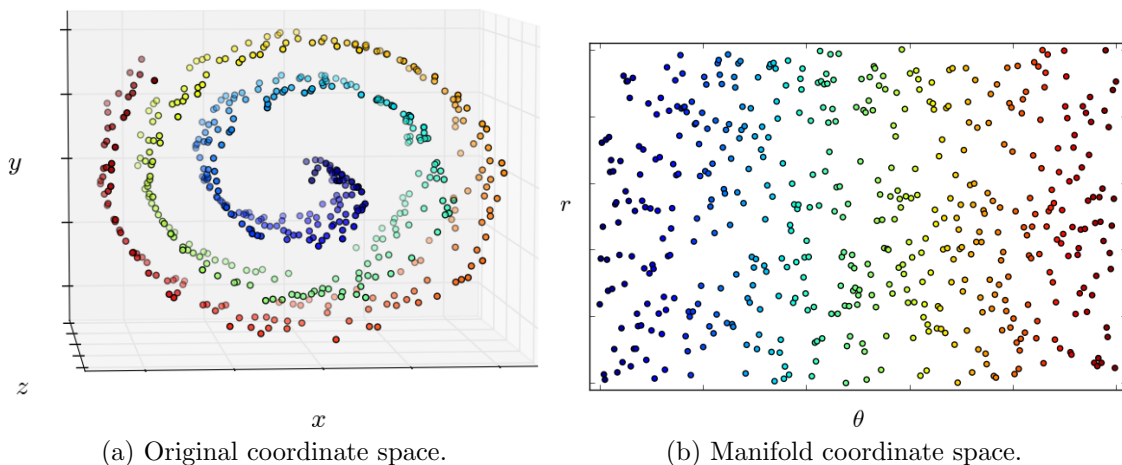 y
z
x
(a) Original coordinate space.
r
θ
(b) Manifold coordinate space.